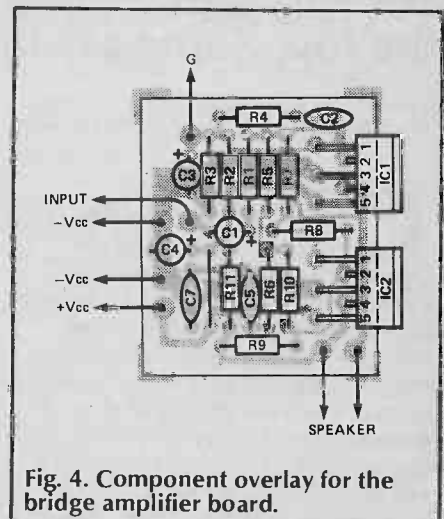 G
R4
C2
C3
+
R3
R2
R1
R5
IC1
1
2
3
4
5
INPUT
~Vcc
C4
+
C1
+
R8
−Vcc
+Vcc
C7
R11
C5
R6
R10
IC2
1
2
3
4
5
R9
SPEAKER
Fig. 4. Component overlay for the
bridge amplifier board.